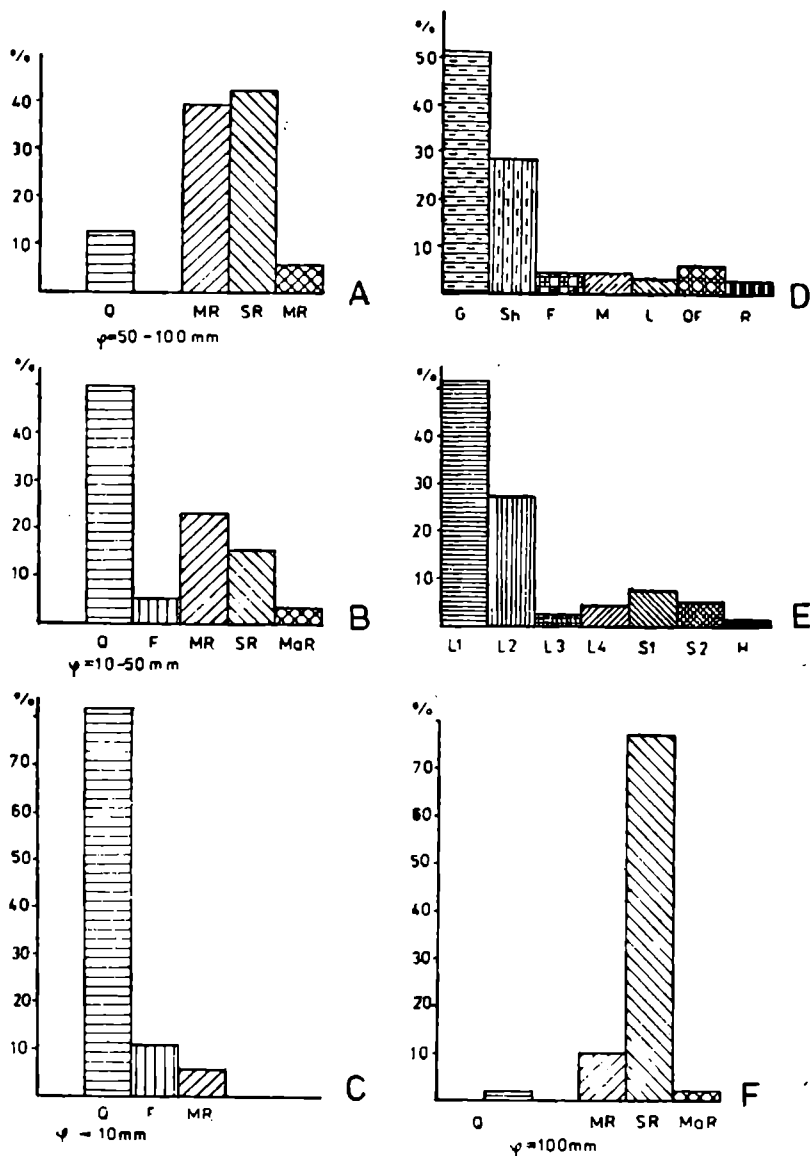 %
40
30
20
10
Q MR SR MR
φ=50-100 mm
A
%
50
40
30
20
10
G Sh F M L QF R
D
%
40
30
20
10
Q F MR SR MaR
φ=10-50 mm
B
%
40
30
20
10
L1 L2 L3 L4 S1 S2 H
E
%
70
60
50
40
30
20
10
Q F MR
φ - 10mm
C
%
70
60
50
40
30
20
10
Q MR SR MaR
φ=100mm
F